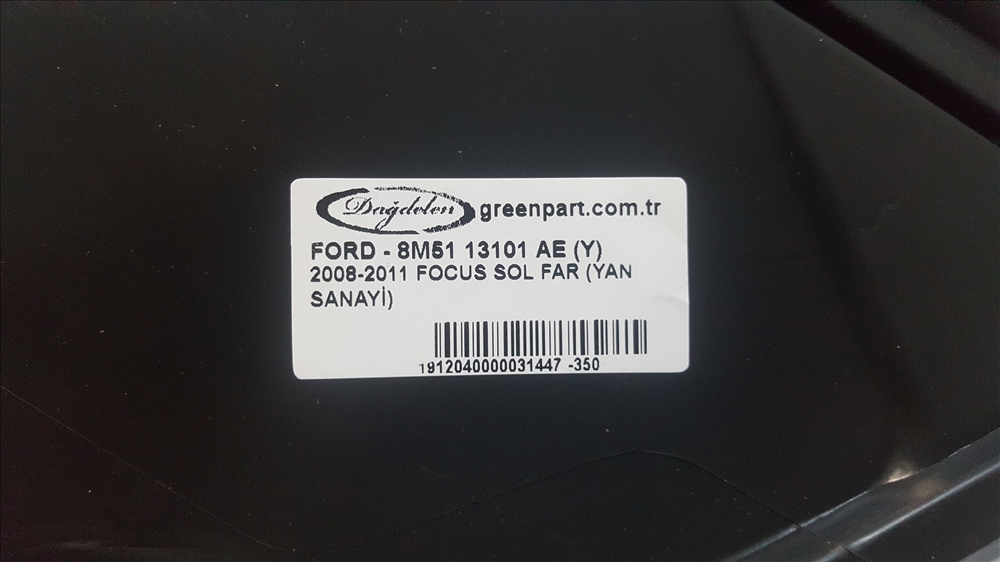 Dağdelen greenpart.com.tr
FORD - 8M51 13101 AE (Y)
2008-2011 FOCUS SOL FAR (YAN
SANAYİ)
1912040000031447 -350